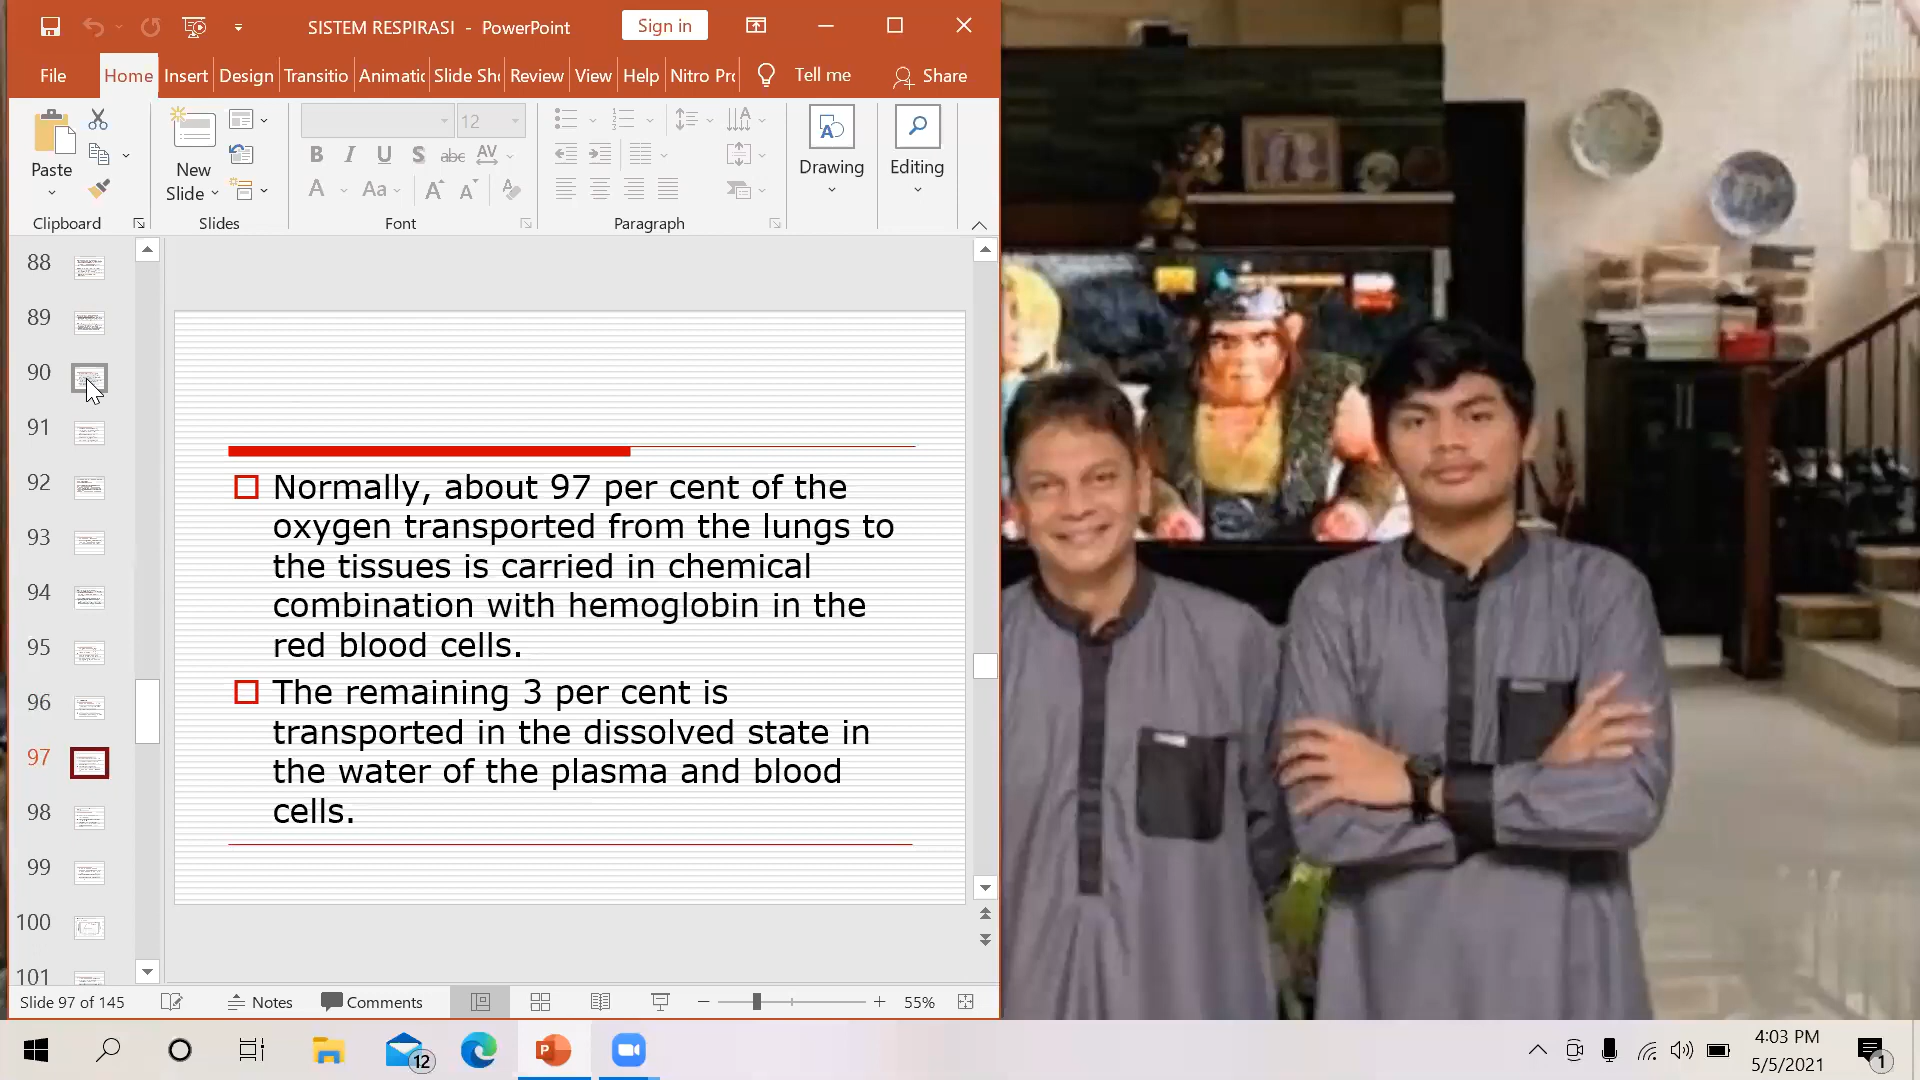 SISTEM RESPIRASI - PowerPoint
Sign in
File Home Insert Design Transitio Animatic Slide Sh Review View Help Nitro Pr Tell me Share
Paste
New
Slide
12
B I U S abc AV
A Aa A A
Drawing
Editing
Clipboard Slides Font Paragraph
88
89
90
91
92
93
94
95
96
97
98
99
100
101
Normally, about 97 per cent of the
oxygen transported from the lungs to
the tissues is carried in chemical
combination with hemoglobin in the
red blood cells.
The remaining 3 per cent is
transported in the dissolved state in
the water of the plasma and blood
cells.
Slide 97 of 145 Notes Comments 55%
12
4:03 PM
5/5/2021
1